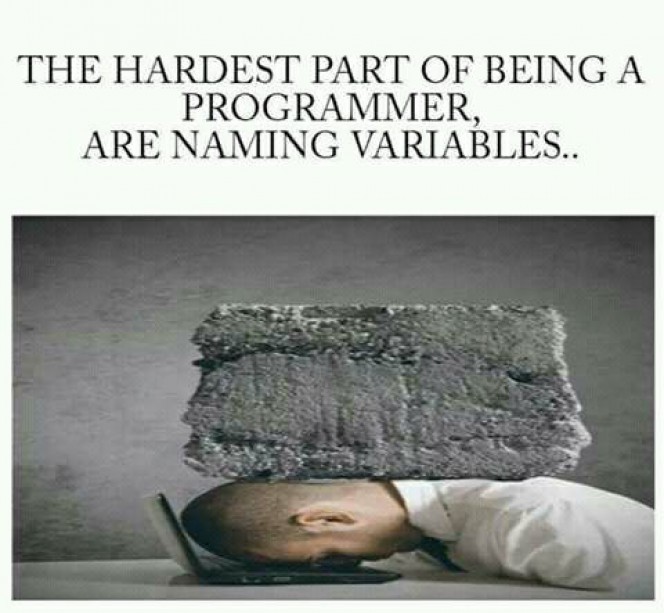 THE HARDEST PART OF BEING A
PROGRAMMER,
ARE NAMING VARIABLES..